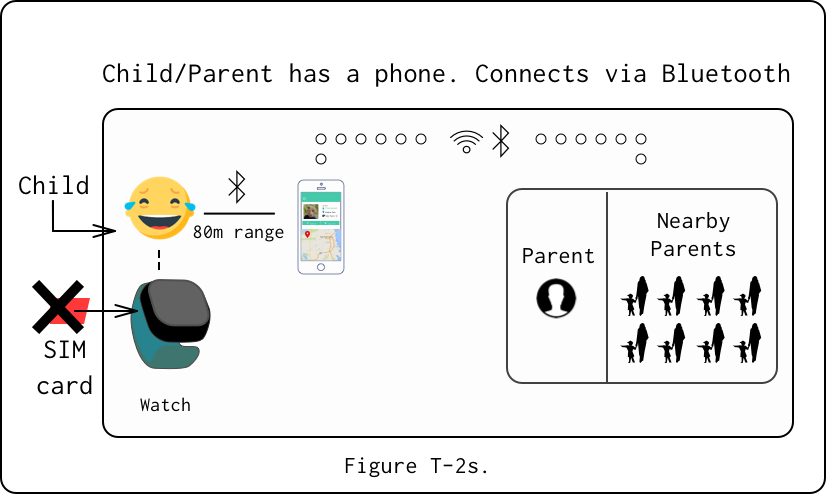 Child/Parent has a phone. Connects via Bluetooth
Child
80m range
Nearby
Parents
Parent
SIM
card
Watch
Figure T-2s.